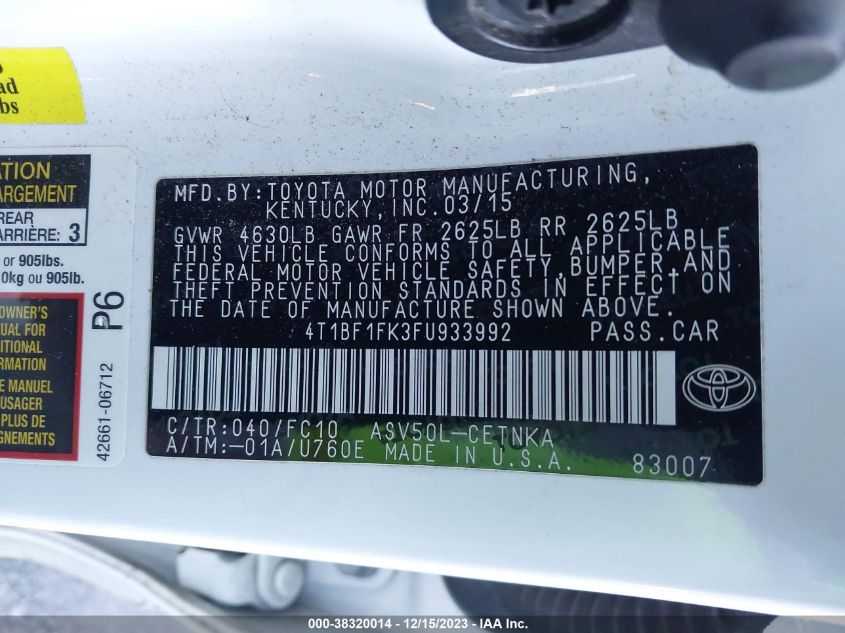 ad
bs
ATION
ARGEMENT
REAR
ARRIÈRE: 3
or 905lbs.
0kg ou 905lb.
OWNER'S
UAL FOR
ITIONAL
RMATION
E MANUEL
USAGER
PLUS DE
42661-06712 P6
MFD.BY:TOYOTA MOTOR MANUFACTURING,
KENTUCKY,INC.03/15
GVWR 4630LB GAWR FR 2625LB RR 2625LB
THIS VEHICLE CONFORMS TO ALL APPLICABLE
FEDERAL MOTOR VEHICLE SAFETY,BUMPER,AND
THEFT PREVENTION STANDARDS IN EFFECT ON
THE DATE OF MANUFACTURE SHOWN ABOVE.
4T1BF1FK3FU933992 PASS.CAR
C/TR:040/FC10 ASV50L-CETNKA
A/TM:-01A/U760E MADE IN U.S.A. 83007
000-38320014 - 12/15/2023 - IAA Inc.